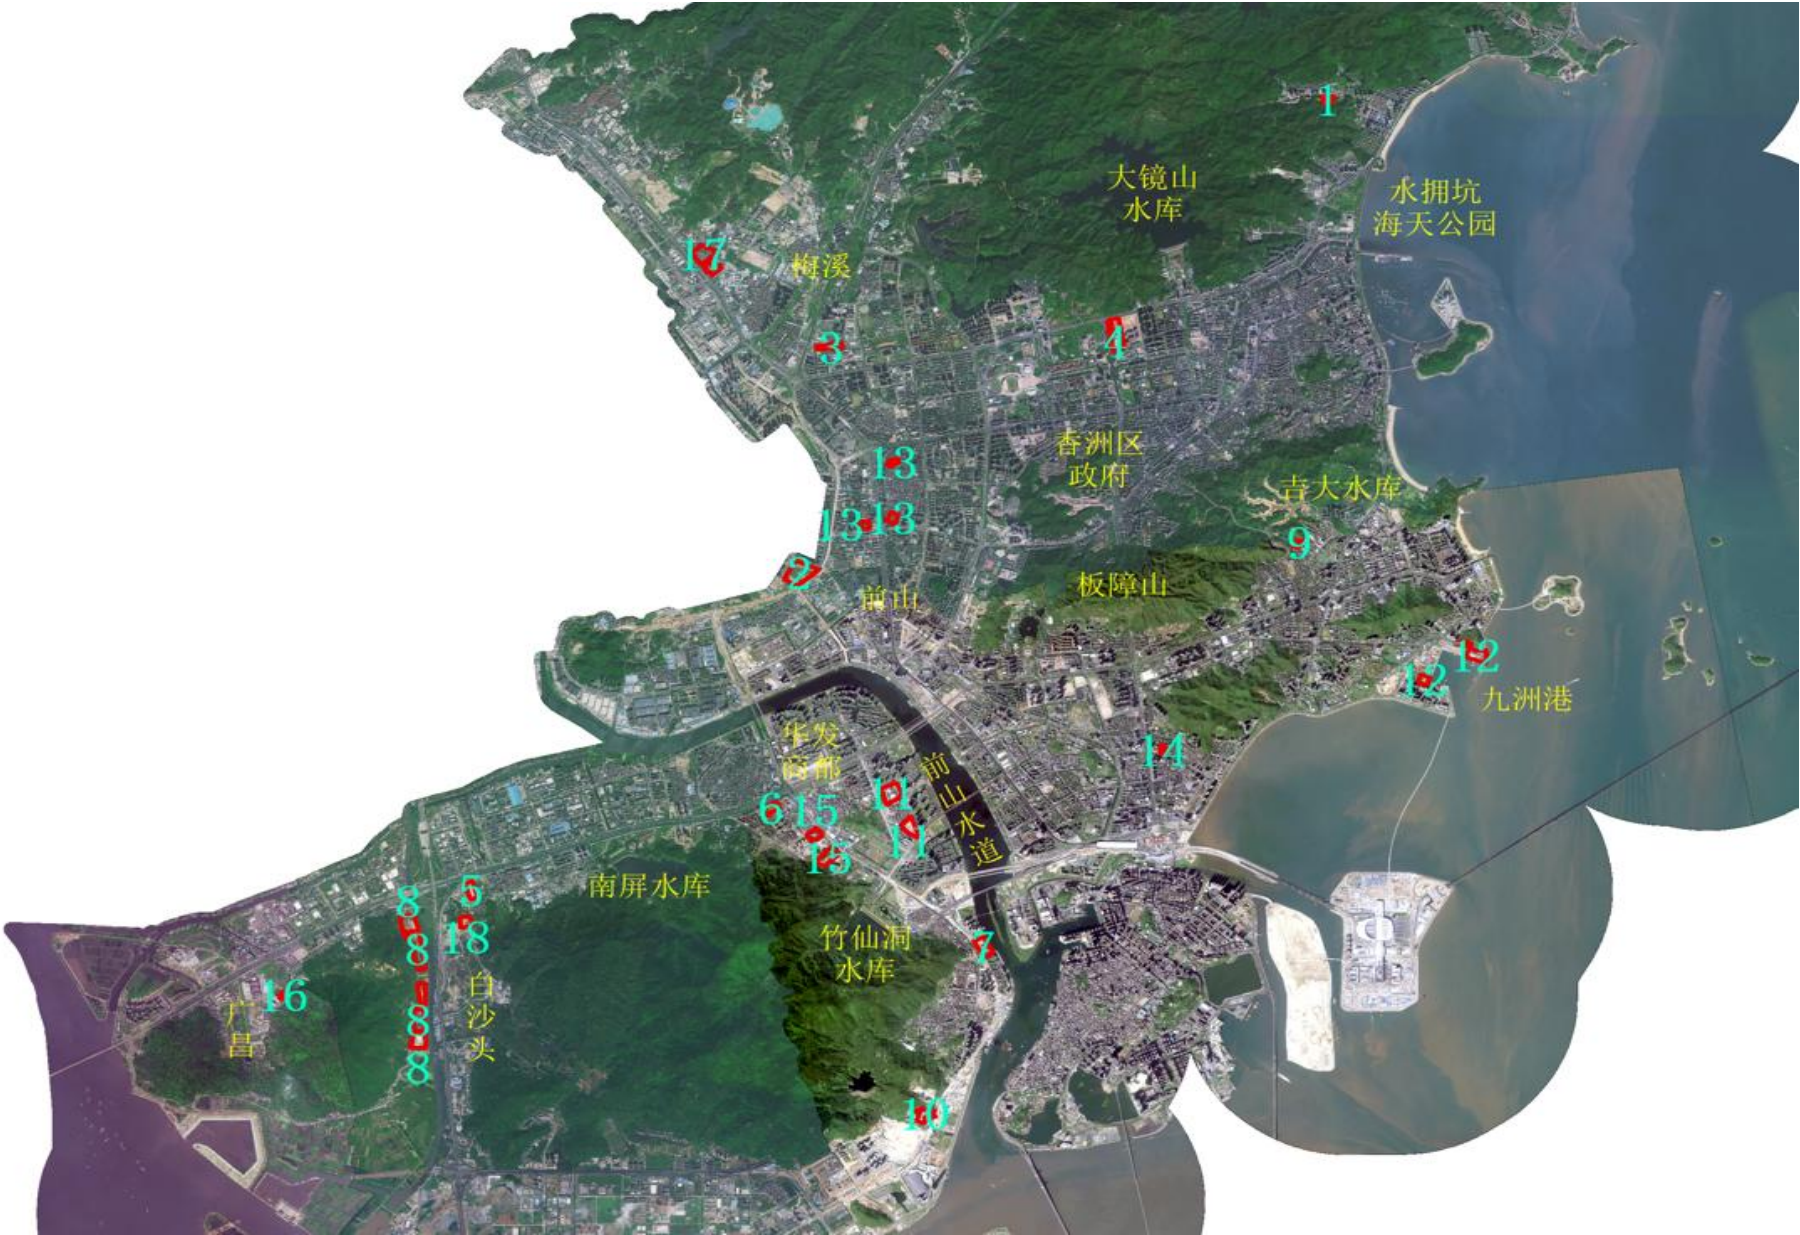 1
大镜山
水库
水拥坑
海天公园
17
梅溪
3
4
香洲区
政府
13
吉大水库
13
13
9
2
板障山
前山
12
12
九洲港
华发
商都
14
前山水道
11
6
15
11
15
南屏水库
5
8
18
竹仙洞
水库
7
8
白沙头
16
广昌
8
8
10